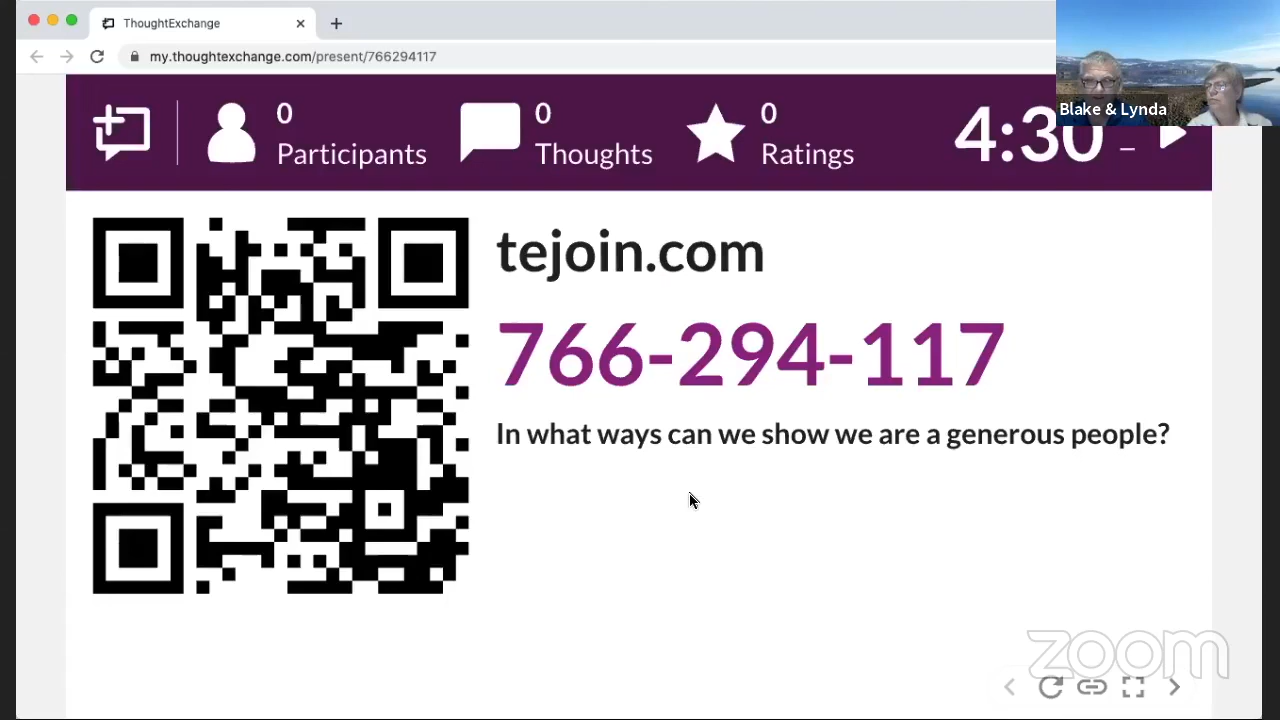 ThoughtExchange
my.thoughtexchange.com/present/766294117
Blake & Lynda
0
Participants
0
Thoughts
0
Ratings
4:30
tejoin.com
766-294-117
In what ways can we show we are a generous people?
zoom